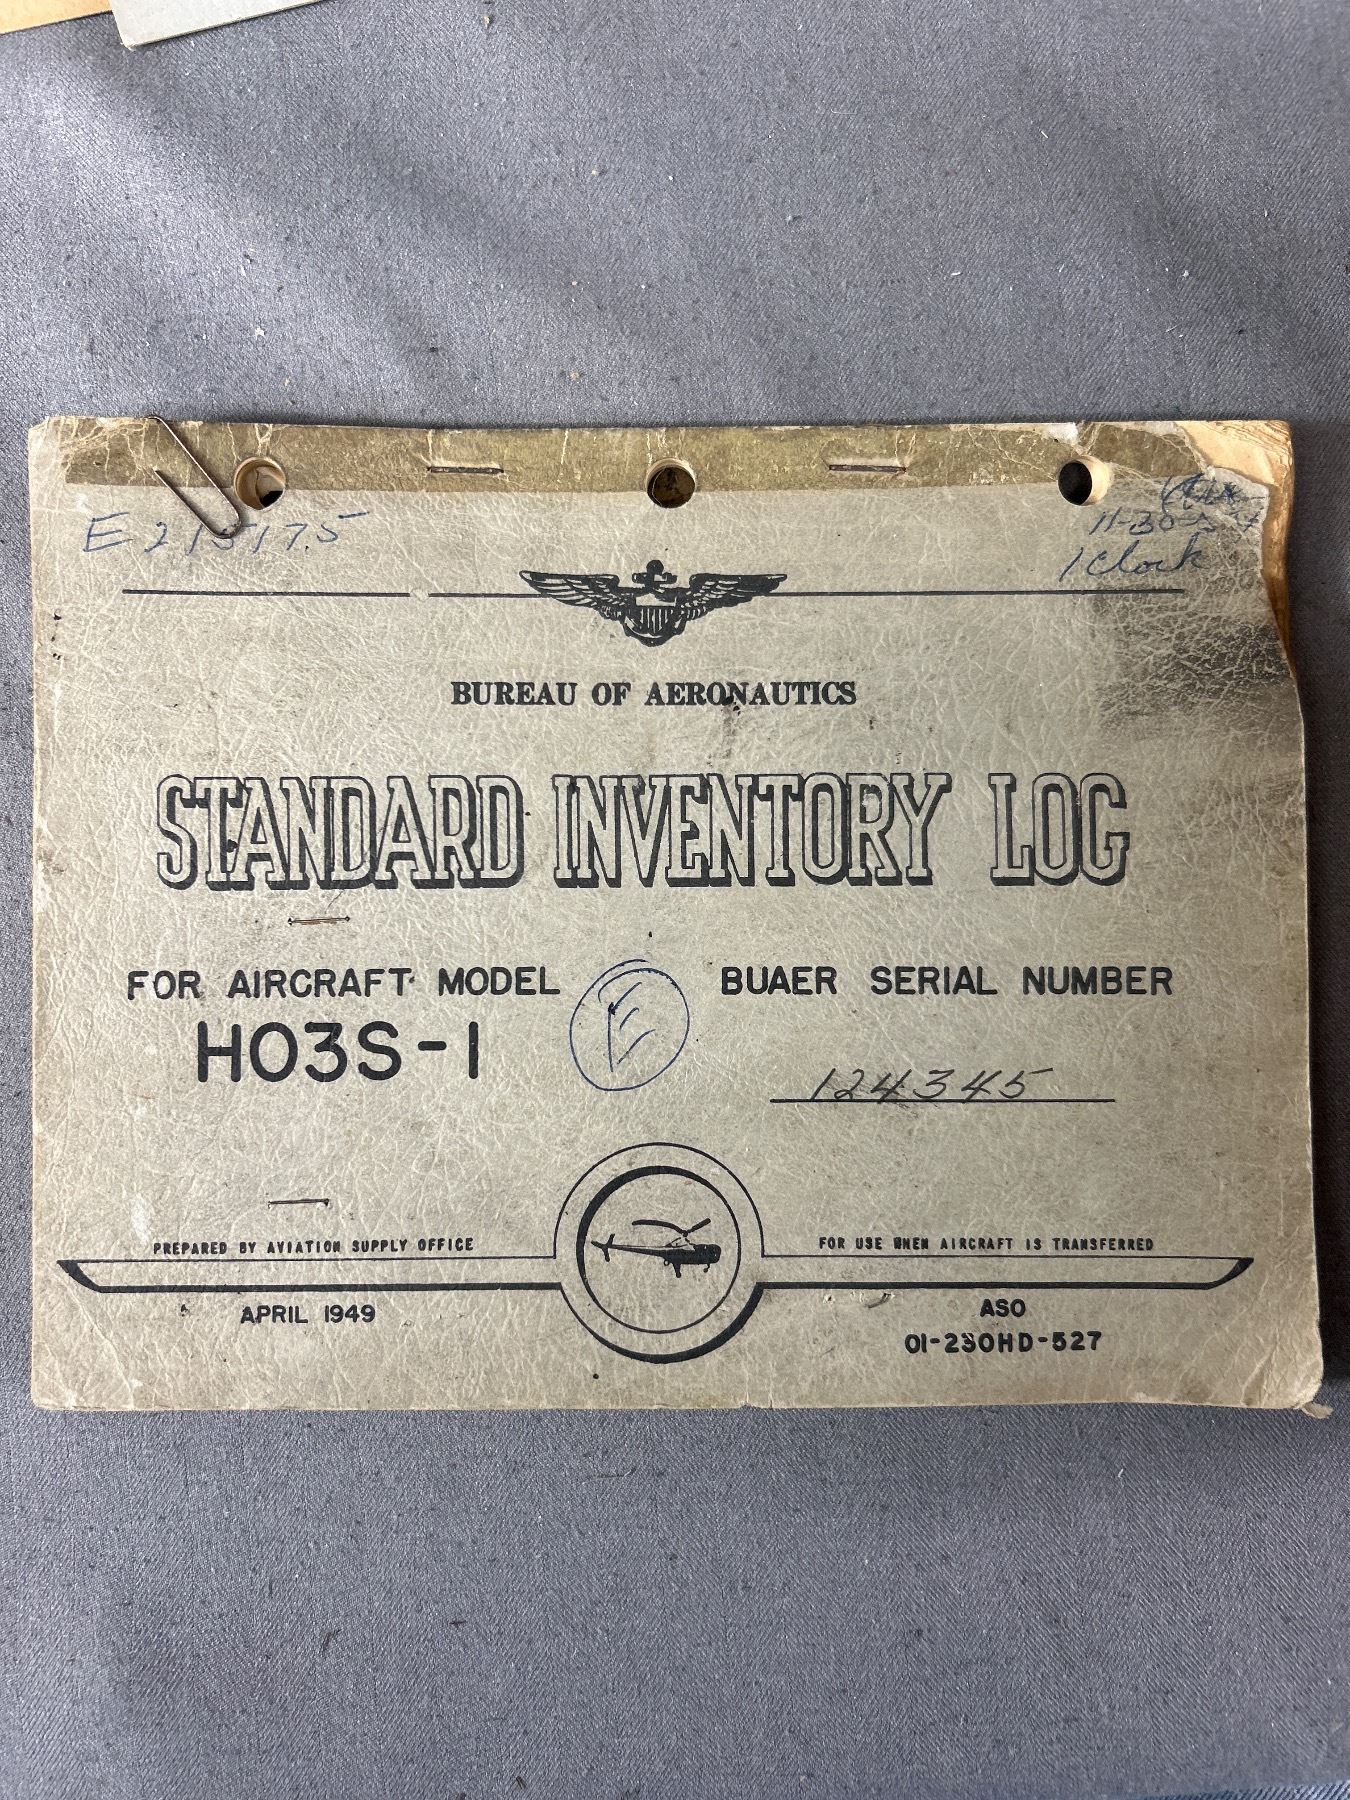 E215175
11-30-54
1 Clock
BUREAU OF AERONAUTICS
STANDARD INVENTORY LOG
FOR AIRCRAFT MODEL
HO3S-1
E
BUAER SERIAL NUMBER
124345
PREPARED BY AVIATION SUPPLY OFFICE
FOR USE WHEN AIRCRAFT IS TRANSFERRED
APRIL 1949
ASO
01-230HD-527